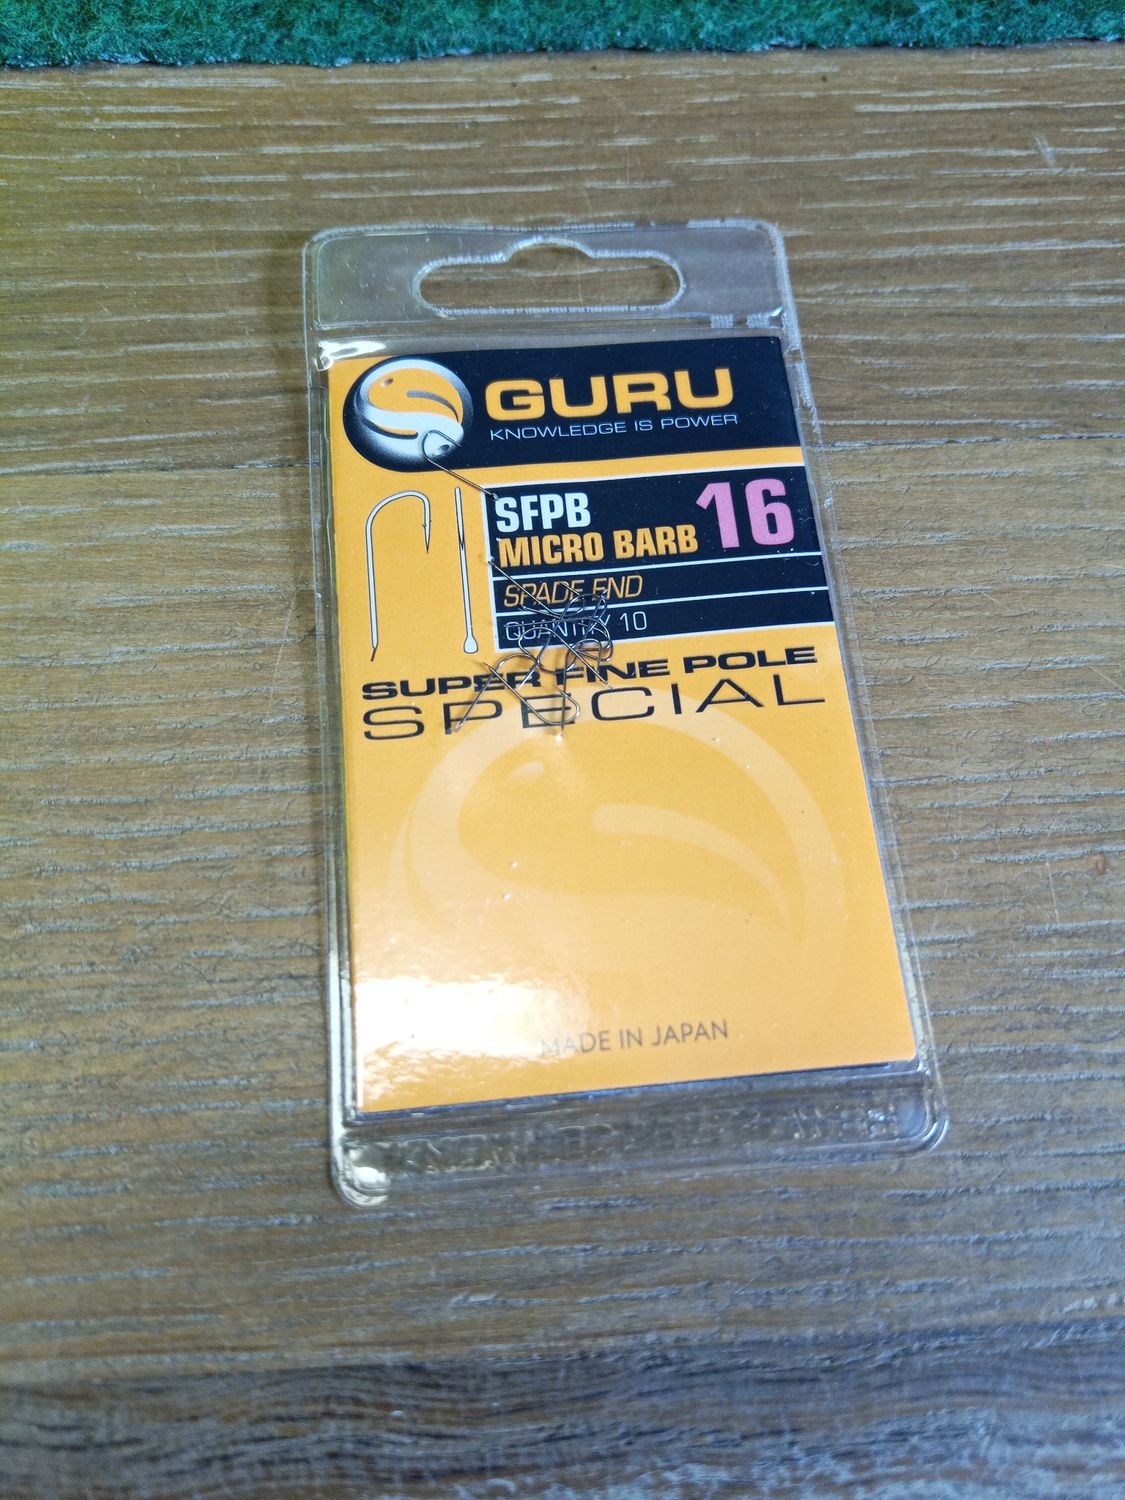 GURU
KNOWLEDGE IS POWER
SFPB
MICRO BARB
16
SPADE END
QUANTITY 10
SUPER FINE POLE
SPECIAL
MADE IN JAPAN